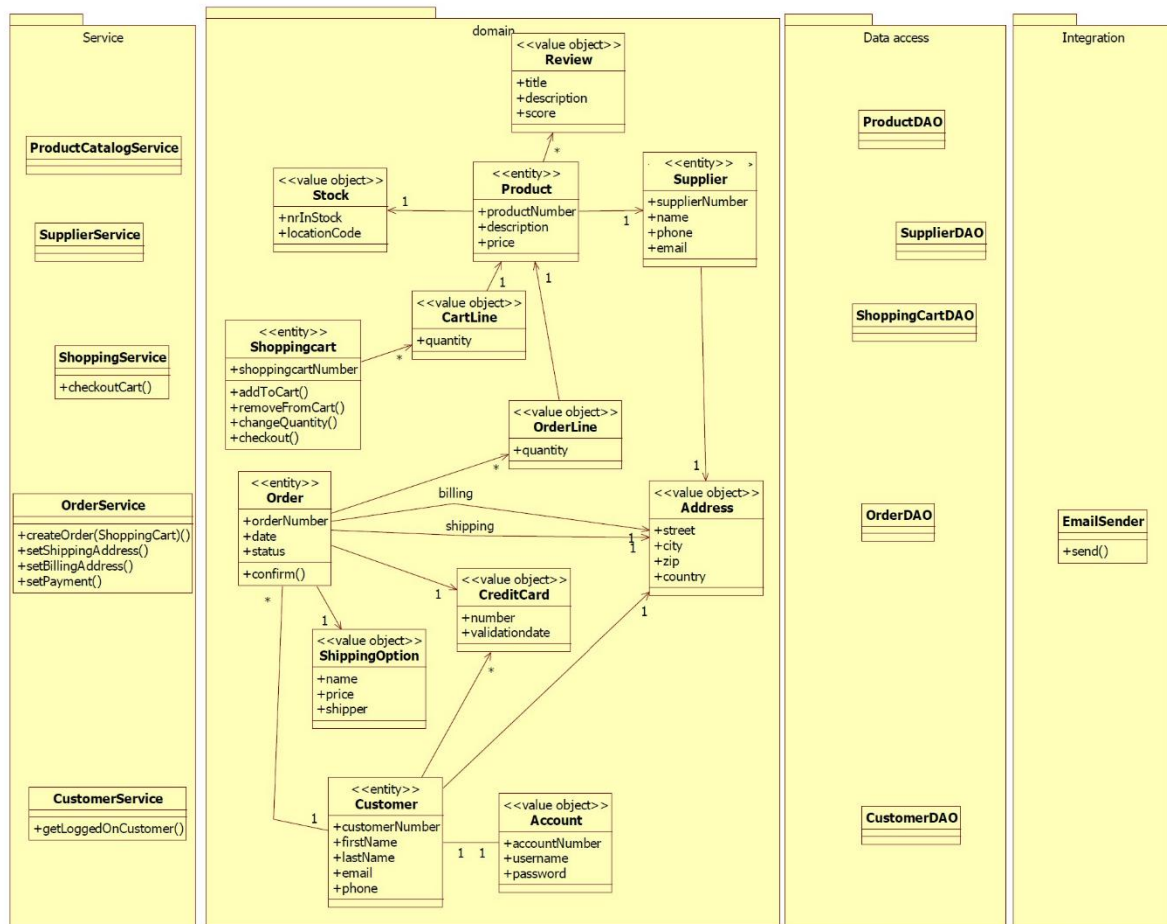 Service
ProductCatalogService
SupplierService
ShoppingService
+checkoutCart()
OrderService
+createOrder(ShoppingCart)()
+setShippingAddress()
+setBillingAddress()
+setPayment()
CustomerService
+getLoggedOnCustomer()
domain
<<value object>>
Review
+title
+description
+score
*
<<value object>>
Stock
+nrInStock
+locationCode
1
<<entity>>
Product
+productNumber
+description
+price
1
<<entity>>
Supplier
+supplierNumber
+name
+phone
+email
1
1
<<value object>>
CartLine
+quantity
<<entity>>
Shoppingcart
+shoppingcartNumber
+addToCart()
+removeFromCart()
+changeQuantity()
+checkout()
*
<<value object>>
OrderLine
+quantity
*
<<entity>>
Order
+orderNumber
+date
+status
+confirm()
billing
shipping
1
1
1
<<value object>>
Address
+street
+city
+zip
+country
1
1
<<value object>>
CreditCard
+number
+validationdate
*
*
1
<<value object>>
ShippingOption
+name
+price
+shipper
1
<<entity>>
Customer
+customerNumber
+firstName
+lastName
+email
+phone
1 1
<<value object>>
Account
+accountNumber
+username
+password
Data access
ProductDAO
SupplierDAO
ShoppingCartDAO
OrderDAO
CustomerDAO
Integration
EmailSender
+send()